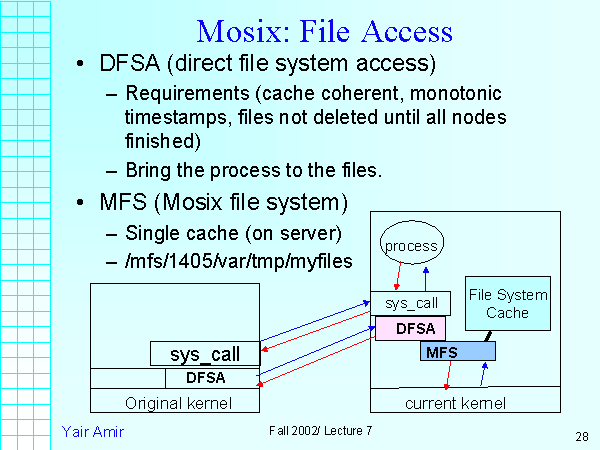 Mosix: File Access
• DFSA (direct file system access)
– Requirements (cache coherent, monotonic
timestamps, files not deleted until all nodes
finished)
– Bring the process to the files.
• MFS (Mosix file system)
– Single cache (on server)
– /mfs/1405/var/tmp/myfiles
process
sys_call
File System
Cache
DFSA
MFS
sys_call
DFSA
Original kernel
current kernel
Yair Amir
Fall 2002/ Lecture 7
28